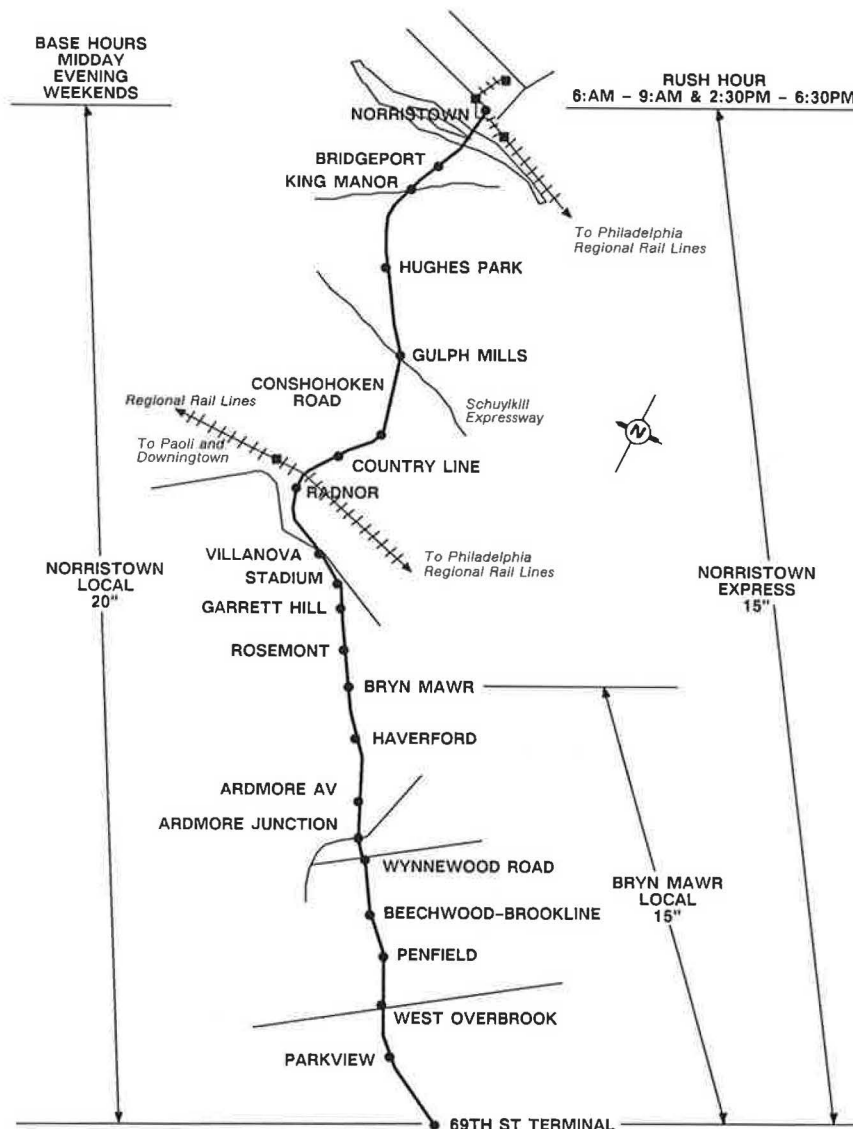 BASE HOURS
MIDDAY
EVENING
WEEKENDS
RUSH HOUR
6:AM – 9:AM & 2:30PM – 6:30PM
NORRISTOWN
BRIDGEPORT
KING MANOR
To Philadelphia
Regional Rail Lines
HUGHES PARK
GULPH MILLS
CONSHOHOKEN
ROAD
Schuylkill
Expressway
Regional Rail Lines
To Paoli and
Downingtown
N
COUNTRY LINE
RADNOR
VILLANOVA
To Philadelphia
Regional Rail Lines
STADIUM
NORRISTOWN
LOCAL
20"
NORRISTOWN
EXPRESS
15"
GARRETT HILL
ROSEMONT
BRYN MAWR
HAVERFORD
ARDMORE AV
ARDMORE JUNCTION
WYNNEWOOD ROAD
BRYN MAWR
LOCAL
15"
BEECHWOOD–BROOKLINE
PENFIELD
WEST OVERBROOK
PARKVIEW
69TH ST TERMINAL